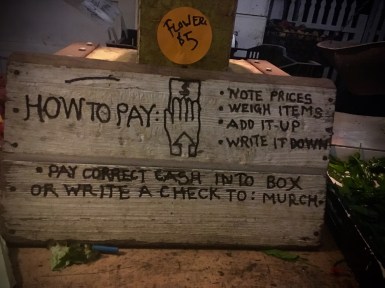 FLOWERS
$5
$
HOW TO PAY:
• NOTE PRICES
• WEIGH ITEMS
• ADD IT-UP
• WRITE IT DOWN
• PAY CORRECT CASH INTO BOX
OR WRITE A CHECK TO: MURCH.